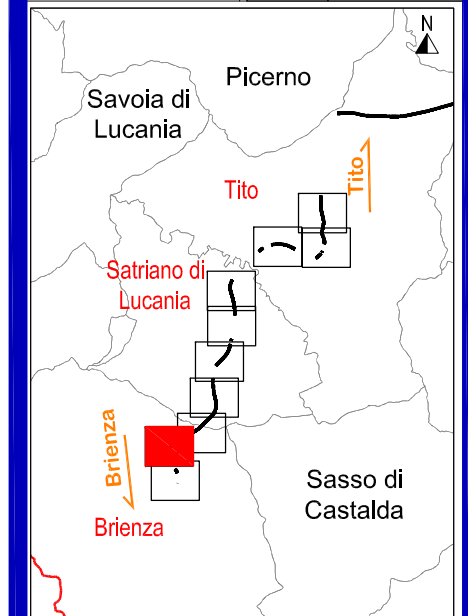 N
Picerno
Savoia di
Lucania
Tito
Tito
Satriano di
Lucania
Brienza
Sasso di
Castalda
Brienza